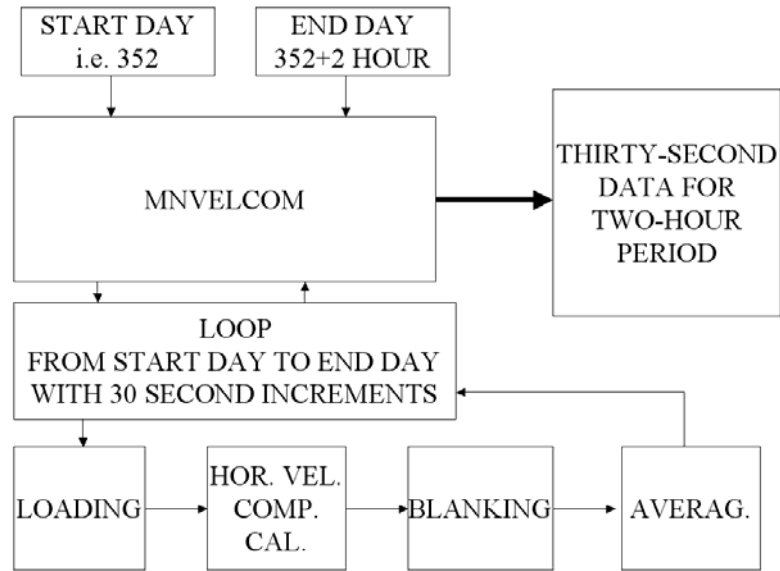 START DAY
i.e. 352
END DAY
352+2 HOUR
MNVELCOM
THIRTY-SECOND
DATA FOR
TWO-HOUR
PERIOD
LOOP
FROM START DAY TO END DAY
WITH 30 SECOND INCREMENTS
LOADING
HOR. VEL.
COMP.
CAL.
BLANKING
AVERAG.